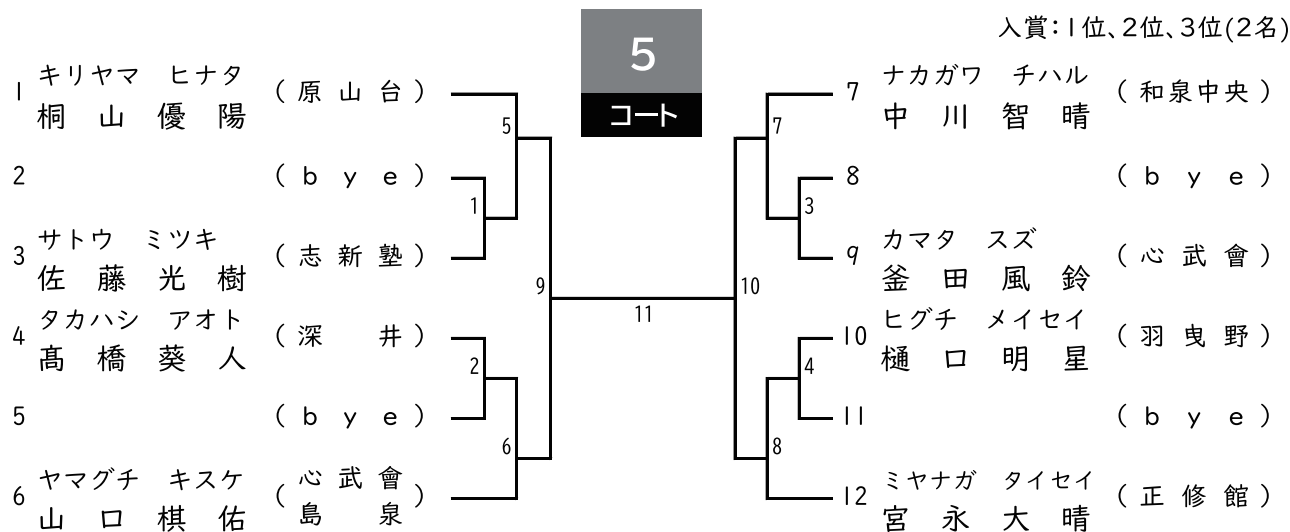 5
コート
入賞：1位、2位、3位(2名)
1 キリヤマ ヒナタ
桐山優陽 （原山台）
2 （bye）
3 サトウ ミツキ
佐藤光樹 （志新塾）
4 タカハシ アオト
髙橋葵人 （深井）
5 （bye）
6 ヤマグチ キスケ
山口棋佑 （心武會
島泉）
5
1
2
6
9
11
10
7
3
4
8
7 ナカガワ チハル
中川智晴 （和泉中央）
8 （bye）
9 カマタ スズ
釜田風鈴 （心武會）
10 ヒグチ メイセイ
樋口明星 （羽曳野）
11 （bye）
12 ミヤナガ タイセイ
宮永大晴 （正修館）